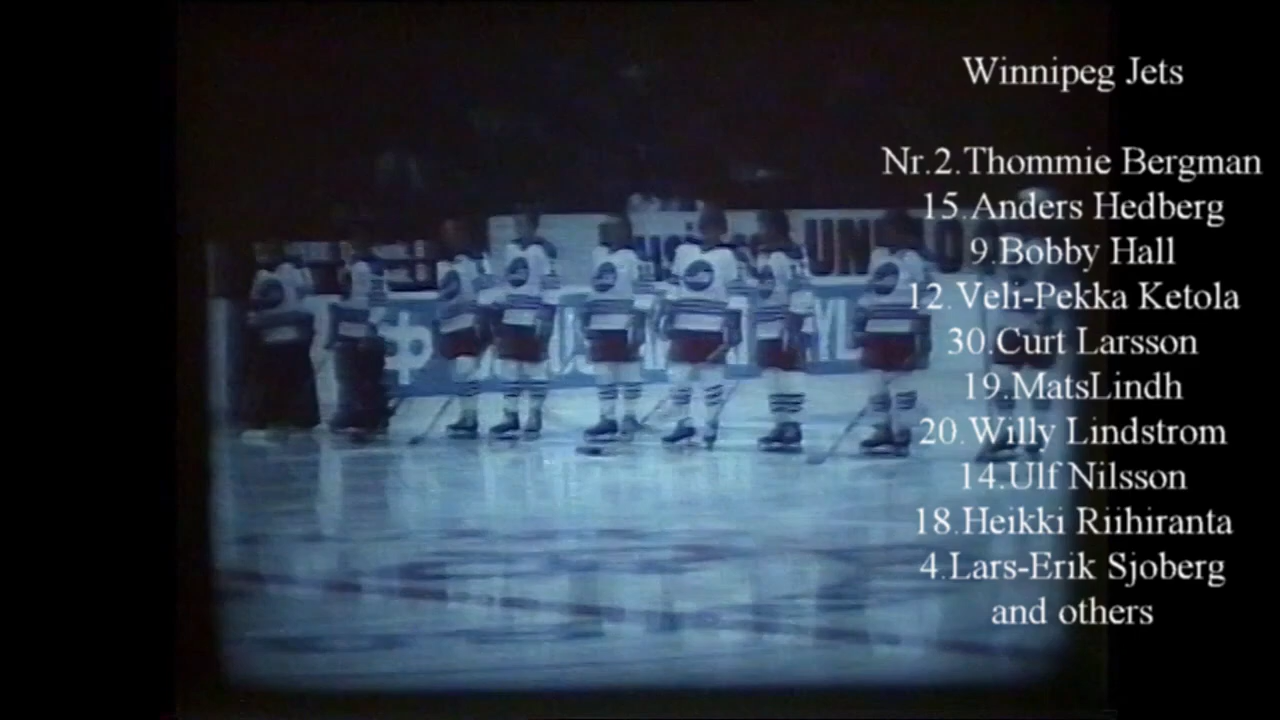 Winnipeg Jets
Nr.2.Thommie Bergman
15.Anders Hedberg
9.Bobby Hall
12.Veli-Pekka Ketola
30.Curt Larsson
19.MatsLindh
20.Willy Lindstrom
14.Ulf Nilsson
18.Heikki Riihiranta
4.Lars-Erik Sjoberg
and others